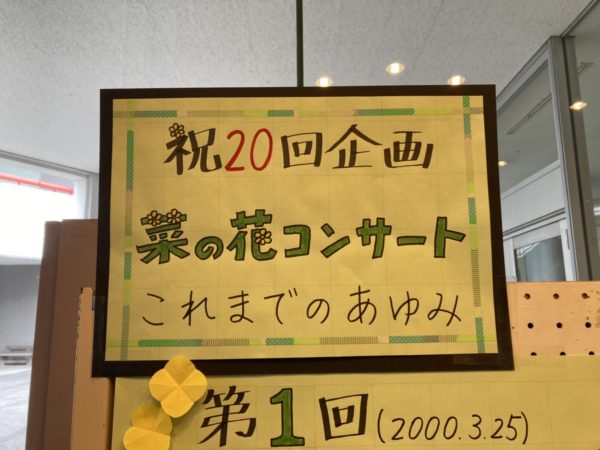 祝20回企画
菜の花コンサート
これまでのあゆみ
第1回(2000.3.25)